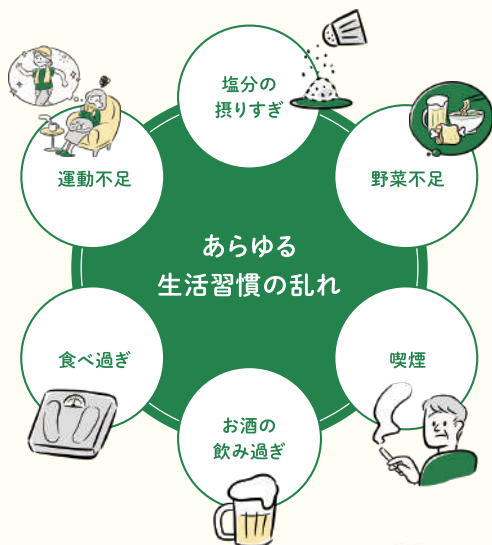 塩分の
摂りすぎ
運動不足
野菜不足
あらゆる
生活習慣の乱れ
食べ過ぎ
喫煙
お酒の
飲み過ぎ